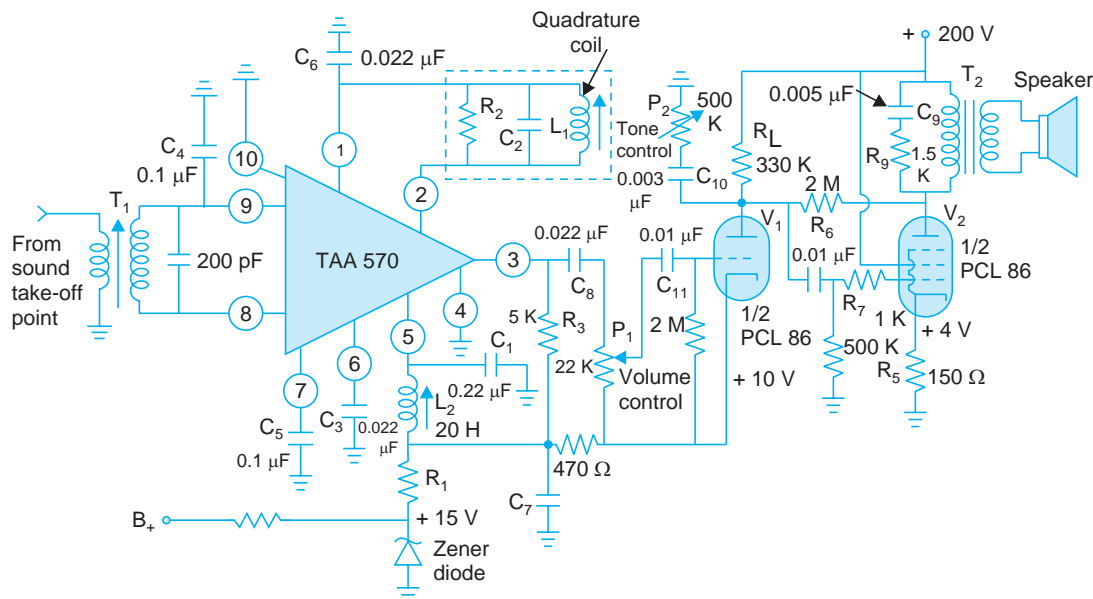 Quadrature
coil
+ 200 V
C6
0.022 µF
T2
Speaker
0.005 µF
C9
R9
1.5
K
P2
500
K
Tone
control
RL
330 K
C10
0.003
µF
2 M
R6
R2
C2
L1
C4
0.1 µF
10
1
2
9
T1
From
sound
take-off
point
200 pF
TAA 570
8
3
4
5
6
7
0.022 µF
C8
0.01 µF
C11
V1
1/2
PCL 86
0.01 µF
R7
1 K
V2
1/2
PCL 86
+ 4 V
500 K
R5
150 Ω
5 K
R3
P1
22 K
Volume
control
2 M
+ 10 V
C1
0.22 µF
L2
20 H
C3
0.022
µF
C5
0.1 µF
470 Ω
R1
C7
B+
+ 15 V
Zener
diode